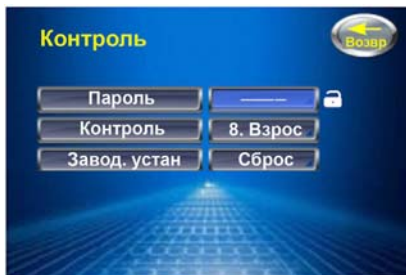 Контроль
Возвр
Пароль
--------
Контроль 8. Взрос
Завод. устан Сброс